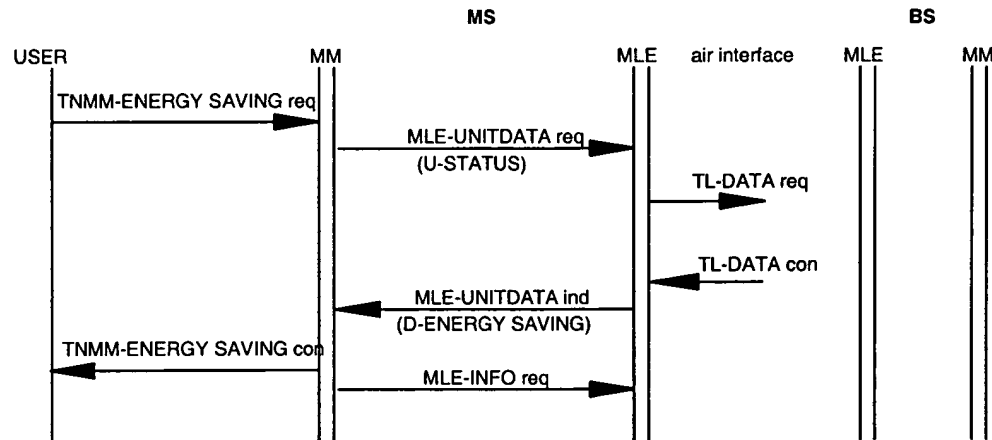 MS BS
USER MM MLE air interface MLE MM
TNMM-ENERGY SAVING req
MLE-UNITDATA req
(U-STATUS)
TL-DATA req
TL-DATA con
MLE-UNITDATA ind
(D-ENERGY SAVING)
TNMM-ENERGY SAVING con
MLE-INFO req